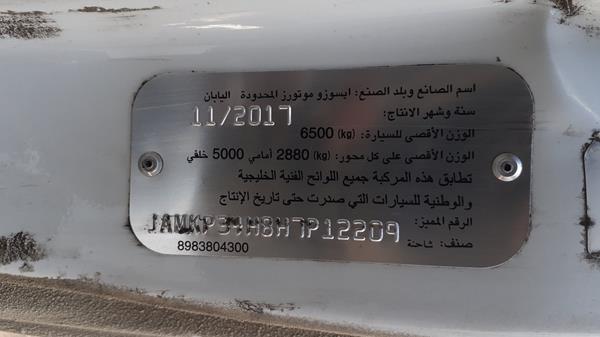 اسم الصانع وبلد الصنع: ايسوزو موتورز المحدودة اليابان
سنة وشهر الانتاج: 11/2017
الوزن الأقصى للسيارة: (kg) 6500
الوزن الأقصى على كل محور: (kg) 2880 أمامي 5000 خلفي
تطابق هذه المركبة جميع اللوائح الفنية الخليجية
والوطنية للسيارات التي صدرت حتى تاريخ الإنتاج
الرقم المميز: JAMKP34H8H7P12209
صنف: شاحنة
8983804300